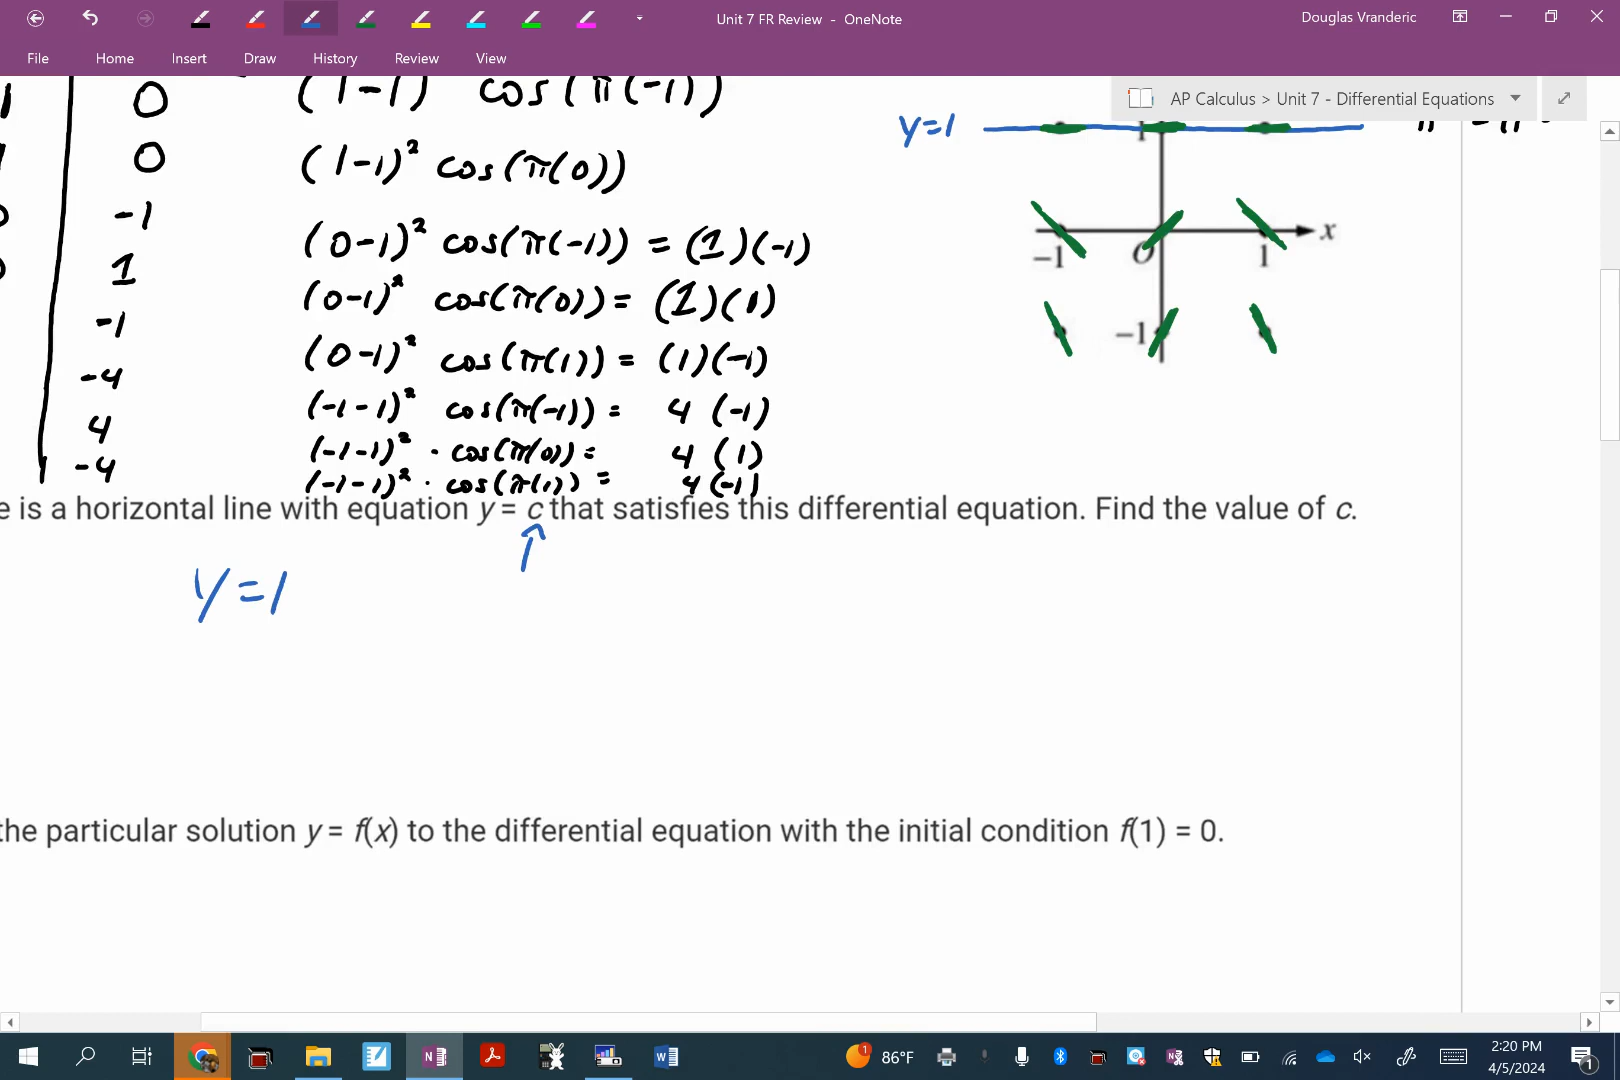 Unit 7 FR Review - OneNote
Douglas Vranderic
File Home Insert Draw History Review View
AP Calculus > Unit 7 - Differential Equations
0 (1-1) cos(π(-1))
0 (1-1)² cos(π(0))
-1 (0-1)² cos(π(-1)) = (1)(-1)
1 (0-1)² cos(π(0)) = (1)(1)
-1 (0-1)² cos(π(1)) = (1)(-1)
-4 (-1-1)² cos(π(-1)) = 4 (-1)
4 (-1-1)² · cos(π(0)) = 4 (1)
-4 (-1-1)² · cos(π(1)) = 4 (-1)
y=1
x
-1 O 1
-1
e is a horizontal line with equation y = c that satisfies this differential equation. Find the value of c.
y=1
the particular solution y = f(x) to the differential equation with the initial condition f(1) = 0.
86°F
2:20 PM
4/5/2024
1